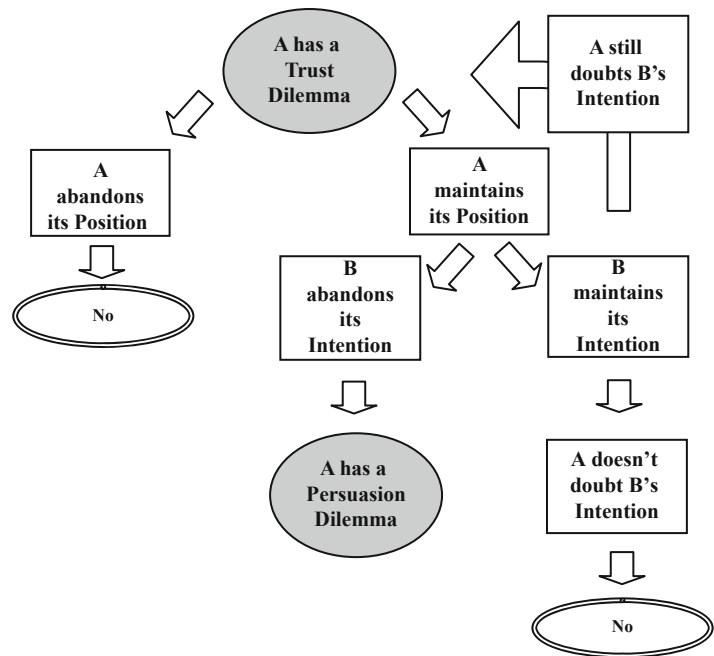 A has a
Trust
Dilemma
A still
doubts B's
Intention
A
abandons
its Position
A
maintains
its Position
No
B
abandons
its
Intention
B
maintains
its
Intention
A has a
Persuasion
Dilemma
A doesn't
doubt B's
Intention
No